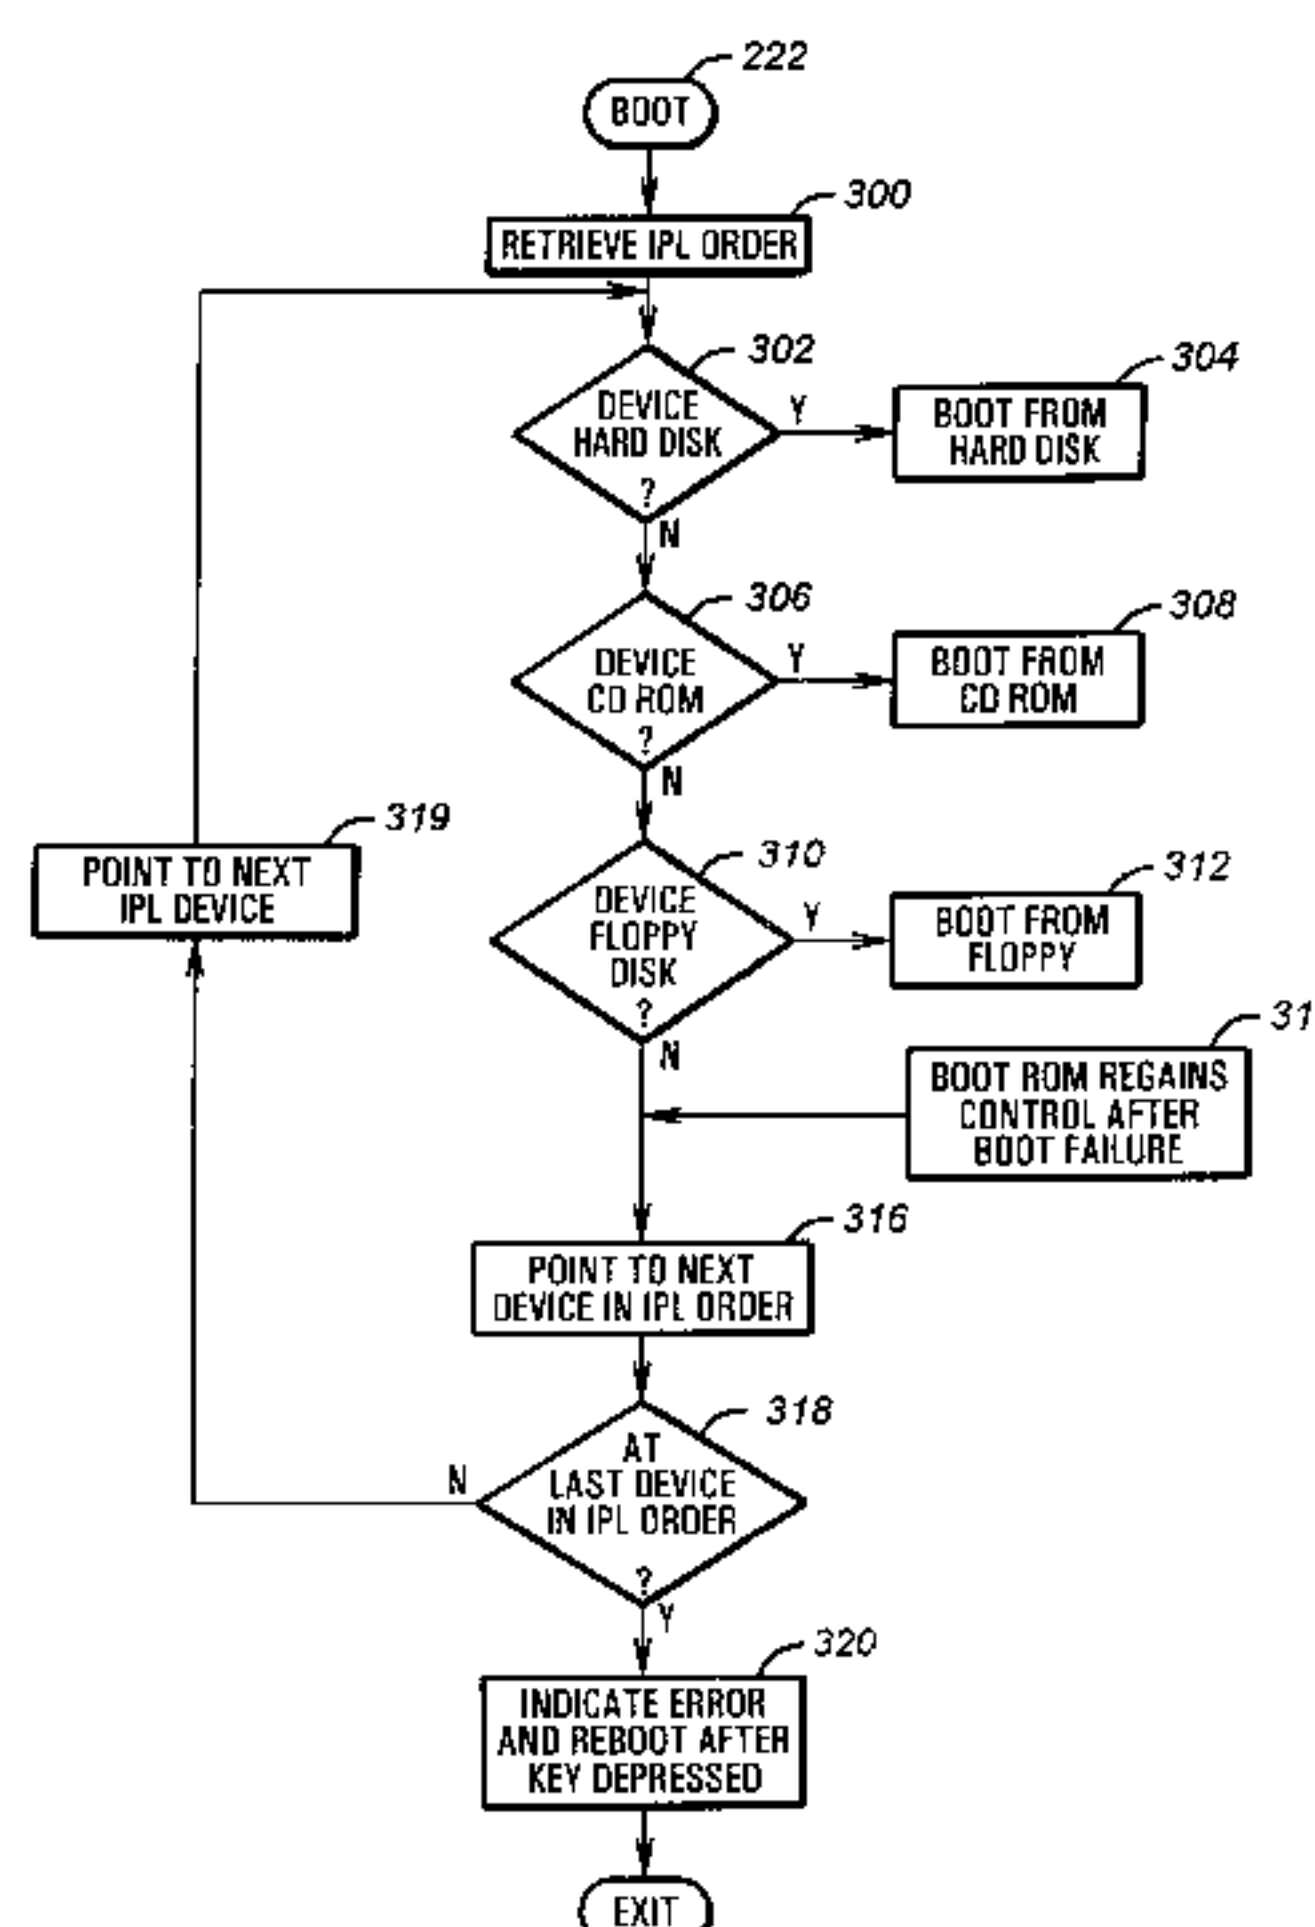 222
BOOT
300
RETRIEVE IPL ORDER
302
DEVICE
HARD DISK
?
Y
N
304
BOOT FROM
HARD DISK
306
DEVICE
CD ROM
?
Y
N
308
BOOT FROM
CD ROM
319
POINT TO NEXT
IPL DEVICE
310
DEVICE
FLOPPY
DISK
?
Y
N
312
BOOT FROM
FLOPPY
31
BOOT ROM REGAINS
CONTROL AFTER
BOOT FAILURE
316
POINT TO NEXT
DEVICE IN IPL ORDER
318
AT
LAST DEVICE
IN IPL ORDER
?
N
Y
320
INDICATE ERROR
AND REBOOT AFTER
KEY DEPRESSED
EXIT